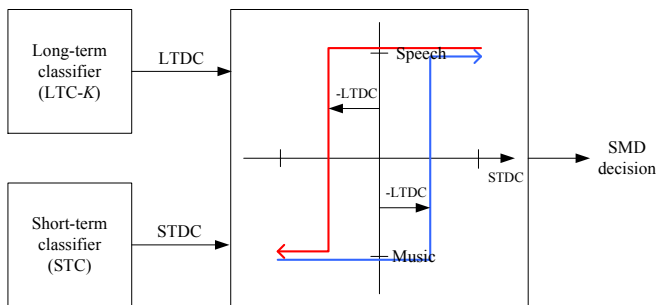 Long-term
classifier
(LTC-K)
LTDC
Speech
-LTDC
STDC
-LTDC
Music
SMD
decision
Short-term
classifier
(STC)
STDC